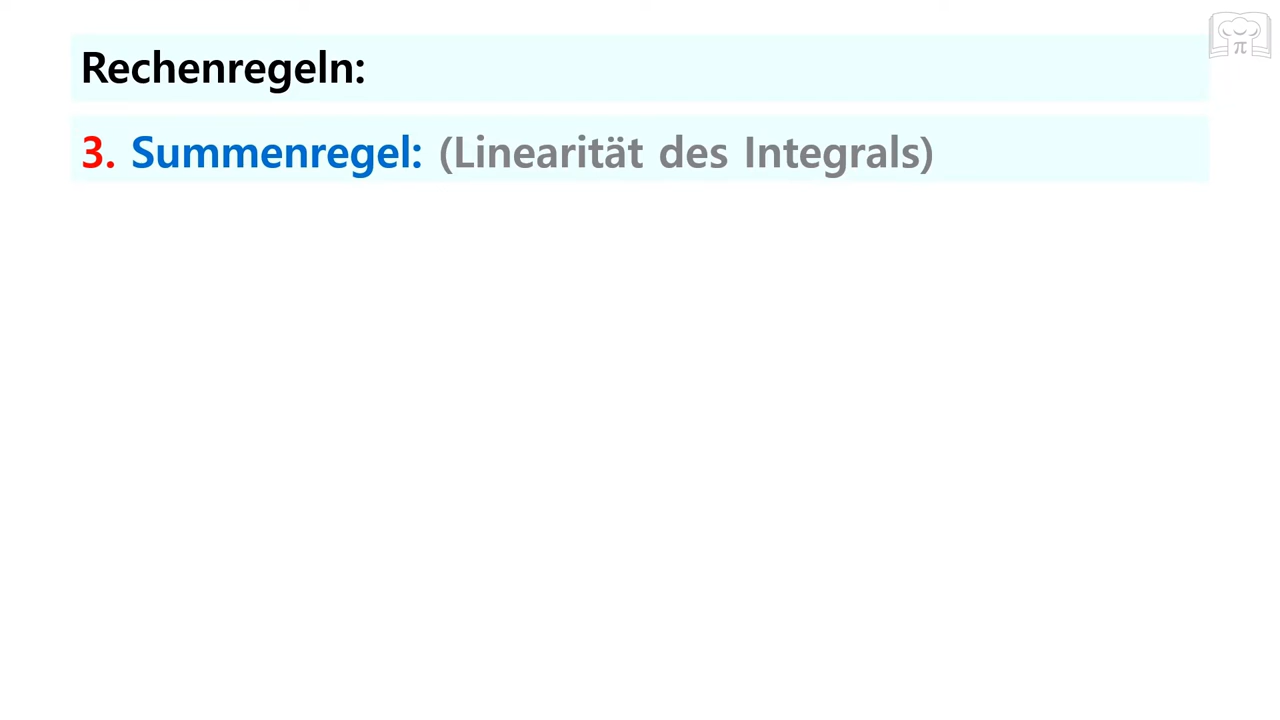 Rechenregeln:
3. Summenregel: (Linearität des Integrals)
π